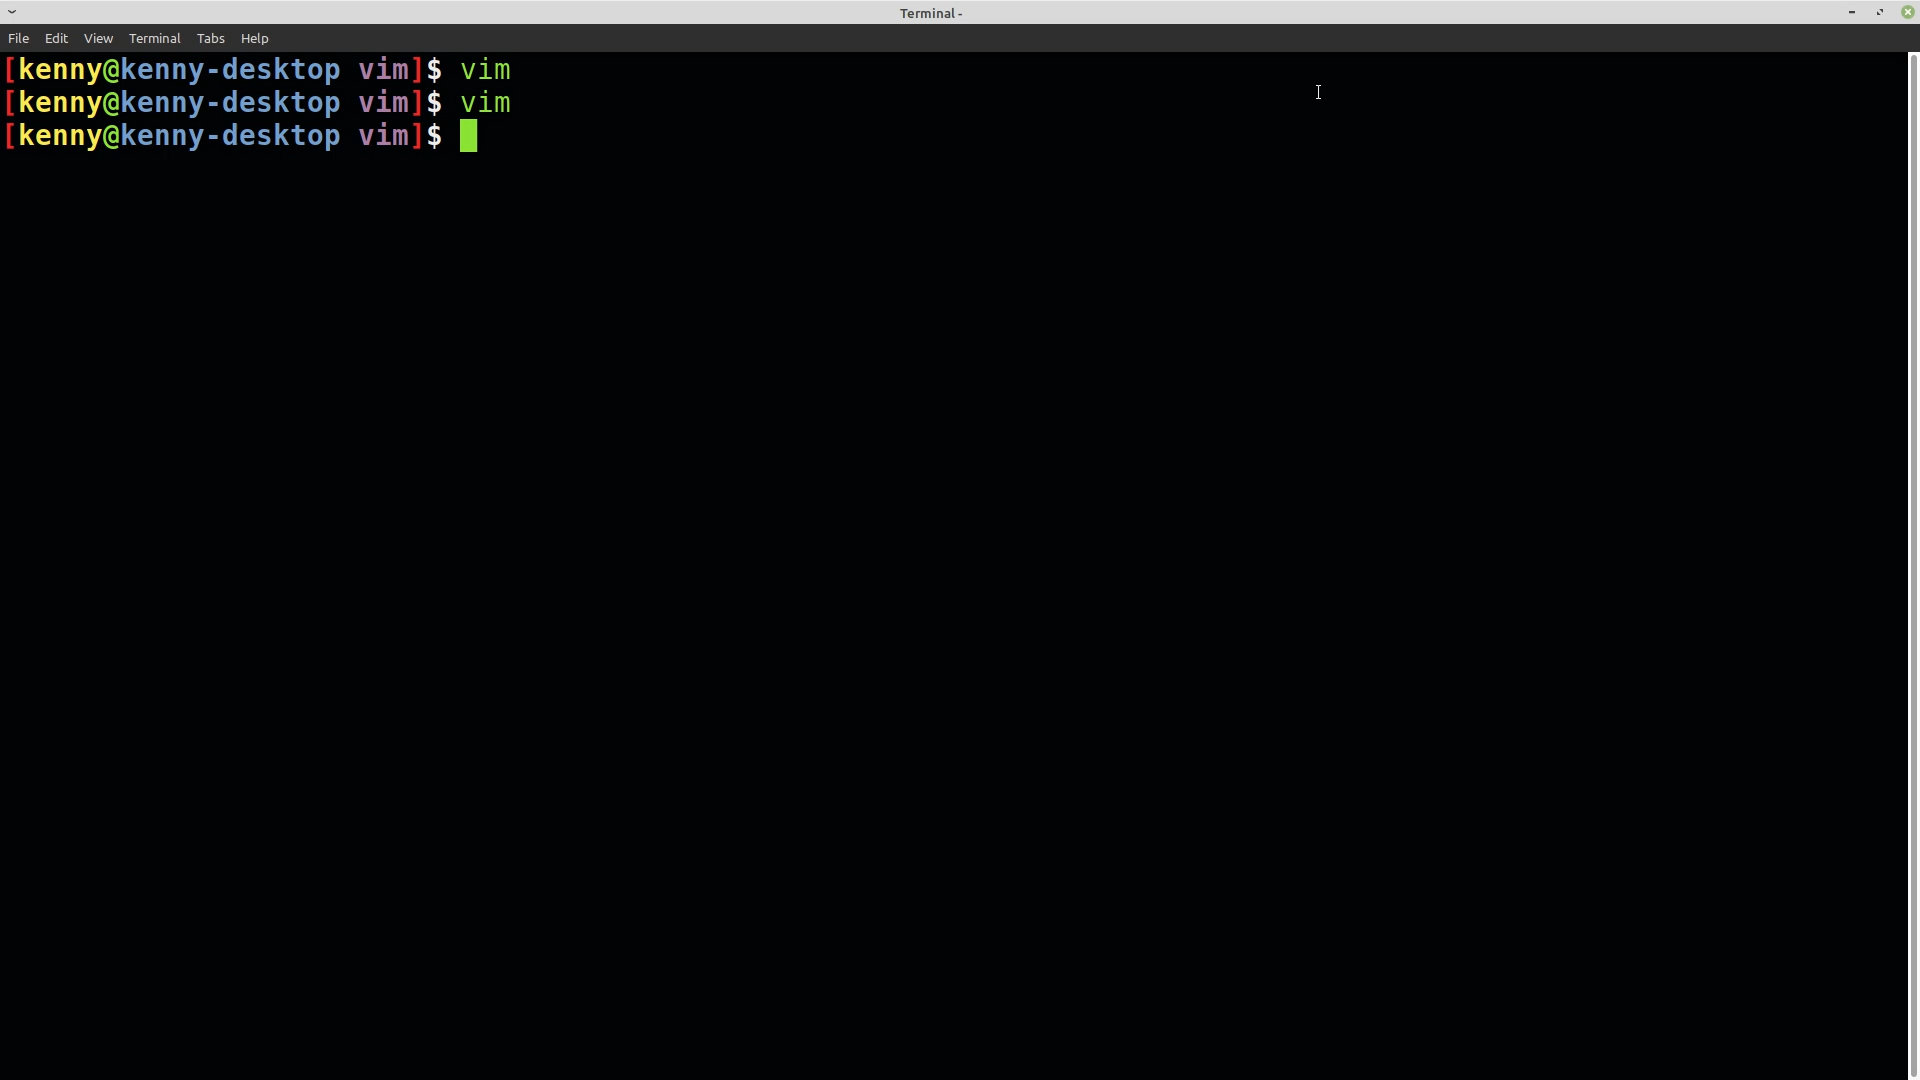 Terminal -
File Edit View Terminal Tabs Help
[kenny@kenny-desktop vim]$ vim
[kenny@kenny-desktop vim]$ vim
[kenny@kenny-desktop vim]$